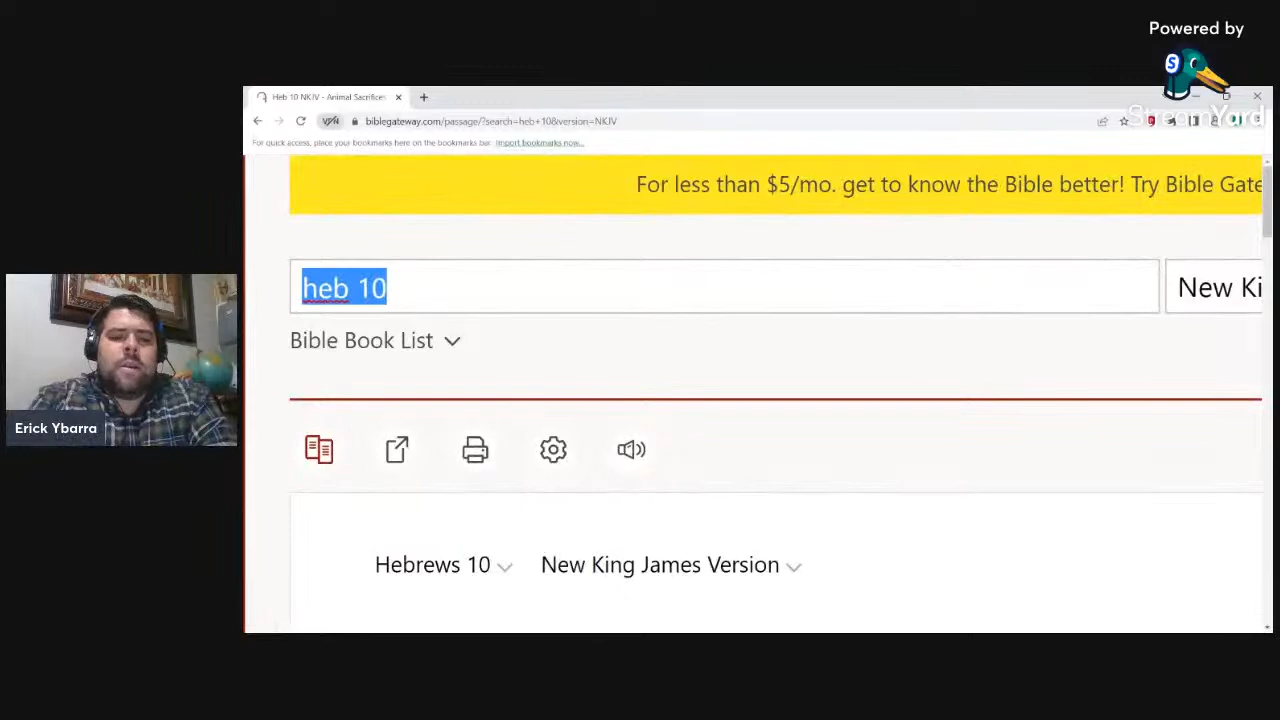 Powered by
S
StreamYard
Heb 10 NKJV - Animal Sacrifices
VPN
biblegateway.com/passage/?search=heb+10&version=NKJV
For quick access, place your bookmarks here on the bookmarks bar. Import bookmarks now...
For less than $5/mo. get to know the Bible better! Try Bible Gate
heb 10
New Ki
Bible Book List
Hebrews 10 New King James Version
Erick Ybarra